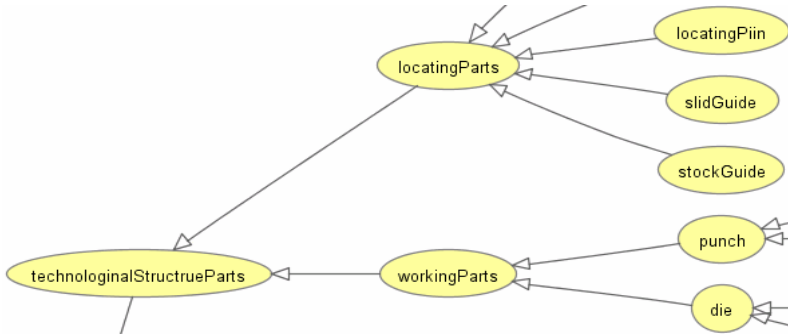 locatingPiin
locatingParts
slidGuide
stockGuide
punch
technologinalStructrueParts
workingParts
die